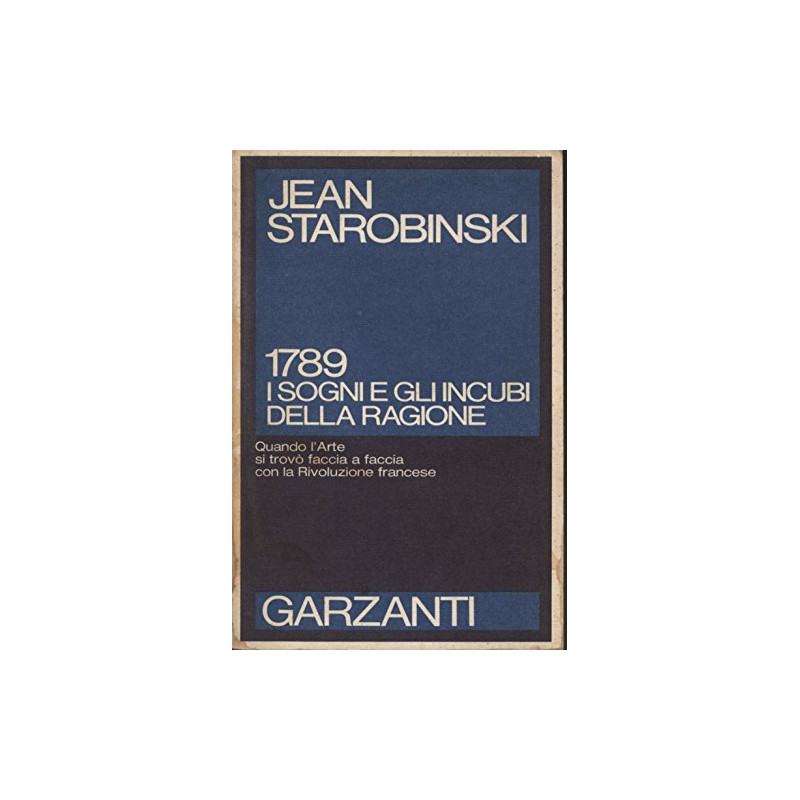 JEAN
STAROBINSKI
1789
I SOGNI E GLI INCUBI
DELLA RAGIONE
Quando l'Arte
si trovò faccia a faccia
con la Rivoluzione francese
GARZANTI